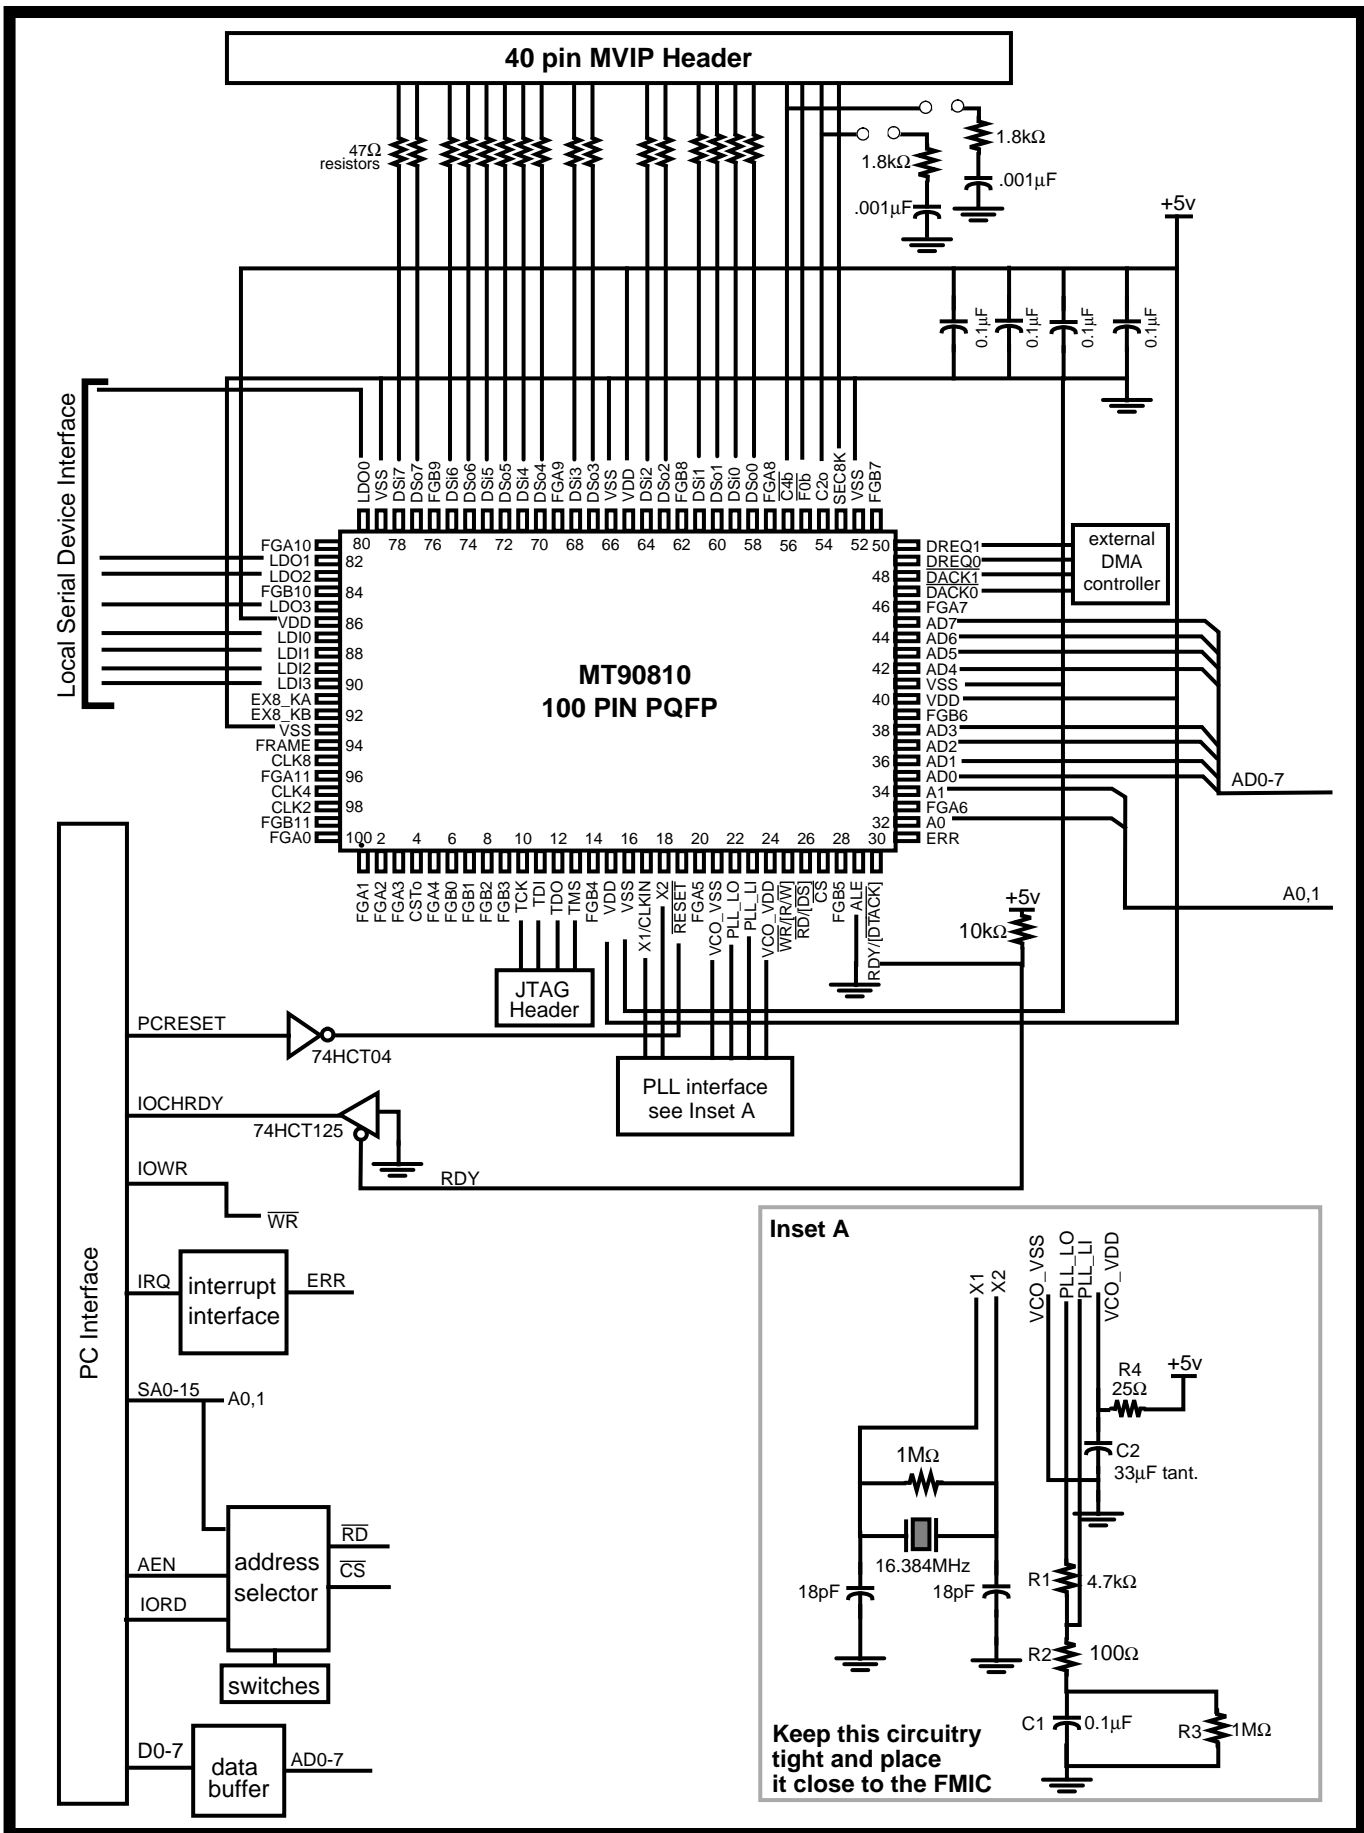 40 pin MVIP Header
47Ω
resistors
1.8kΩ
1.8kΩ
.001µF
.001µF
+5v
0.1µF
0.1µF
0.1µF
0.1µF
Local Serial Device Interface
LDO0
VSS
DSi7
DSo7
FGB9
DSi6
DSo6
DSi5
DSo5
DSi4
DSo4
FGA9
DSi3
DSo3
VSS
VDD
DSi2
DSo2
FGB8
DSi1
DSo1
DSi0
DSo0
FGA8
C4b
F0b
C2o
SEC8K
VSS
FGB7
80 78 76 74 72 70 68 66 64 62 60 58 56 54 52 50
FGA10
LDO1 82
LDO2
FGB10 84
LDO3
VDD 86
LDI0
LDI1 88
LDI2
LDI3 90
EX8_KA
EX8_KB 92
VSS
FRAME 94
CLK8
FGA11 96
CLK4
CLK2 98
FGB11
FGA0
MT90810
100 PIN PQFP
DREQ1
DREQ0
48 DACK1
DACK0
46 FGA7
AD7
44 AD6
AD5
42 AD4
VSS
40 VDD
FGB6
38 AD3
AD2
36 AD1
AD0
34 A1
FGA6
32 A0
ERR
external
DMA
controller
AD0-7
A0,1
100 2 4 6 8 10 12 14 16 18 20 22 24 26 28 30
FGA1
FGA2
FGA3
CSTo
FGA4
FGB0
FGB1
FGB2
FGB3
TCK
TDI
TDO
TMS
FGB4
VDD
VSS
X1/CLKIN
X2
RESET
FGA5
VCO_VSS
PLL_LO
PLL_LI
VCO_VDD
WR/[R/W]
RD/[DS]
CS
FGB5
ALE
RDY/[DTACK]
+5v
10kΩ
JTAG
Header
PLL interface
see Inset A
PC Interface
PCRESET
74HCT04
IOCHRDY
74HCT125
RDY
IOWR
WR
IRQ
interrupt
interface
ERR
SA0-15
A0,1
AEN
IORD
address
selector
RD
CS
switches
D0-7
data
buffer
AD0-7
Inset A
X1
X2
VCO_VSS
PLL_LO
PLL_LI
VCO_VDD
R4
25Ω
+5v
C2
33µF tant.
1MΩ
16.384MHz
18pF
18pF
R1
4.7kΩ
R2
100Ω
C1
0.1µF
R3
1MΩ
Keep this circuitry
tight and place
it close to the FMIC